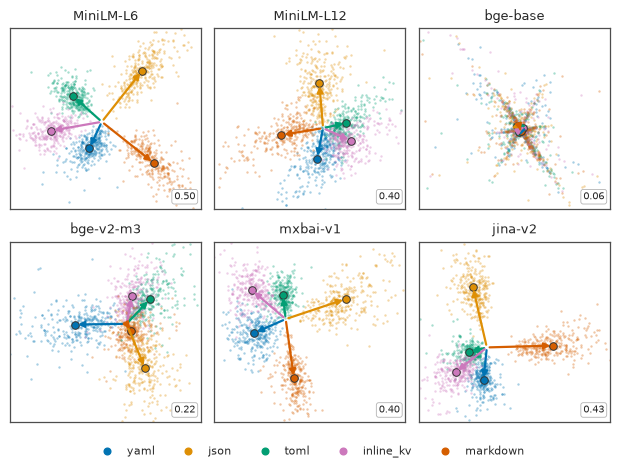 MiniLM-L6
MiniLM-L12
bge-base
0.50
0.40
0.06
bge-v2-m3
mxbai-v1
jina-v2
0.22
0.40
0.43
yaml
json
toml
inline_kv
markdown